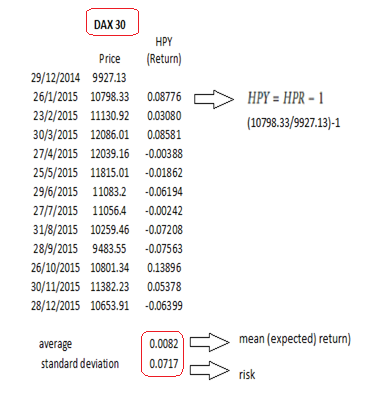 DAX 30
HPY
Price (Return)
29/12/2014 9927.13
26/1/2015 10798.33 0.08776 HPY = HPR − 1
23/2/2015 11130.92 0.03080 (10798.33/9927.13)-1
30/3/2015 12086.01 0.08581
27/4/2015 12039.16 -0.00388
25/5/2015 11815.01 -0.01862
29/6/2015 11083.2 -0.06194
27/7/2015 11056.4 -0.00242
31/8/2015 10259.46 -0.07208
28/9/2015 9483.55 -0.07563
26/10/2015 10801.34 0.13896
30/11/2015 11382.23 0.05378
28/12/2015 10653.91 -0.06399
average 0.0082 mean (expected) return)
standard deviation 0.0717 risk